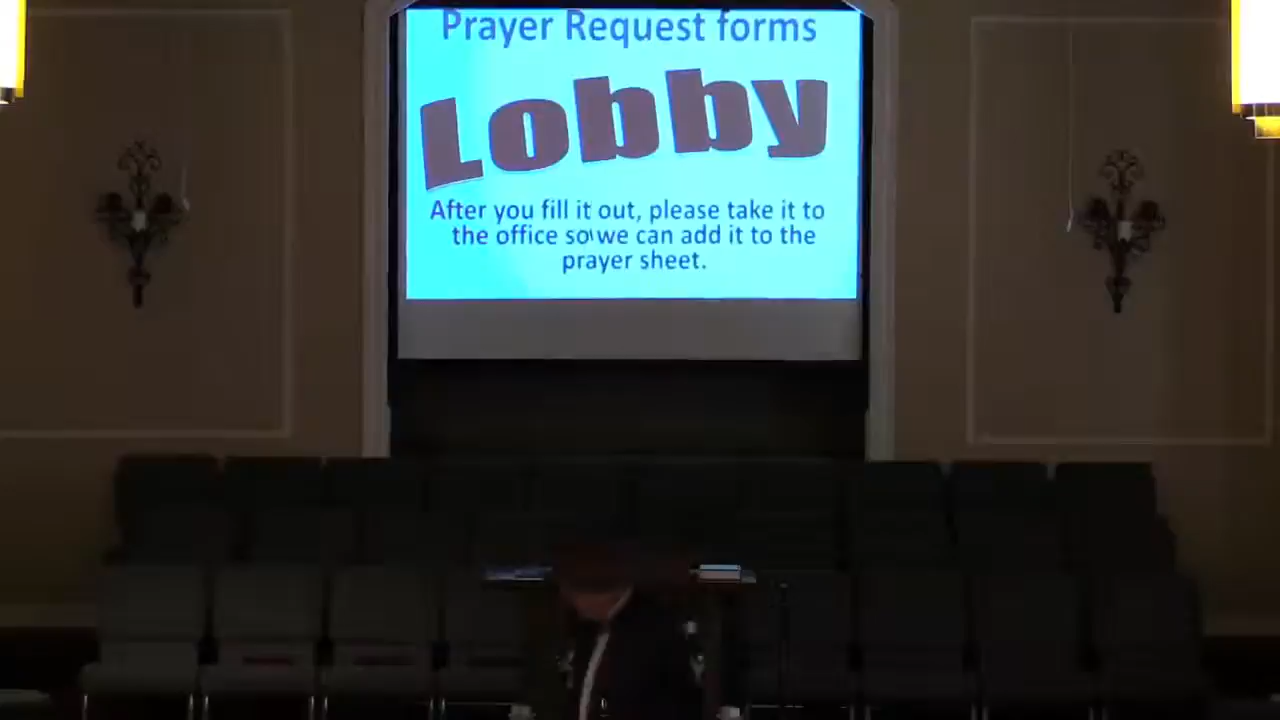 Prayer Request forms
Lobby
After you fill it out, please take it to
the office so we can add it to the
prayer sheet.